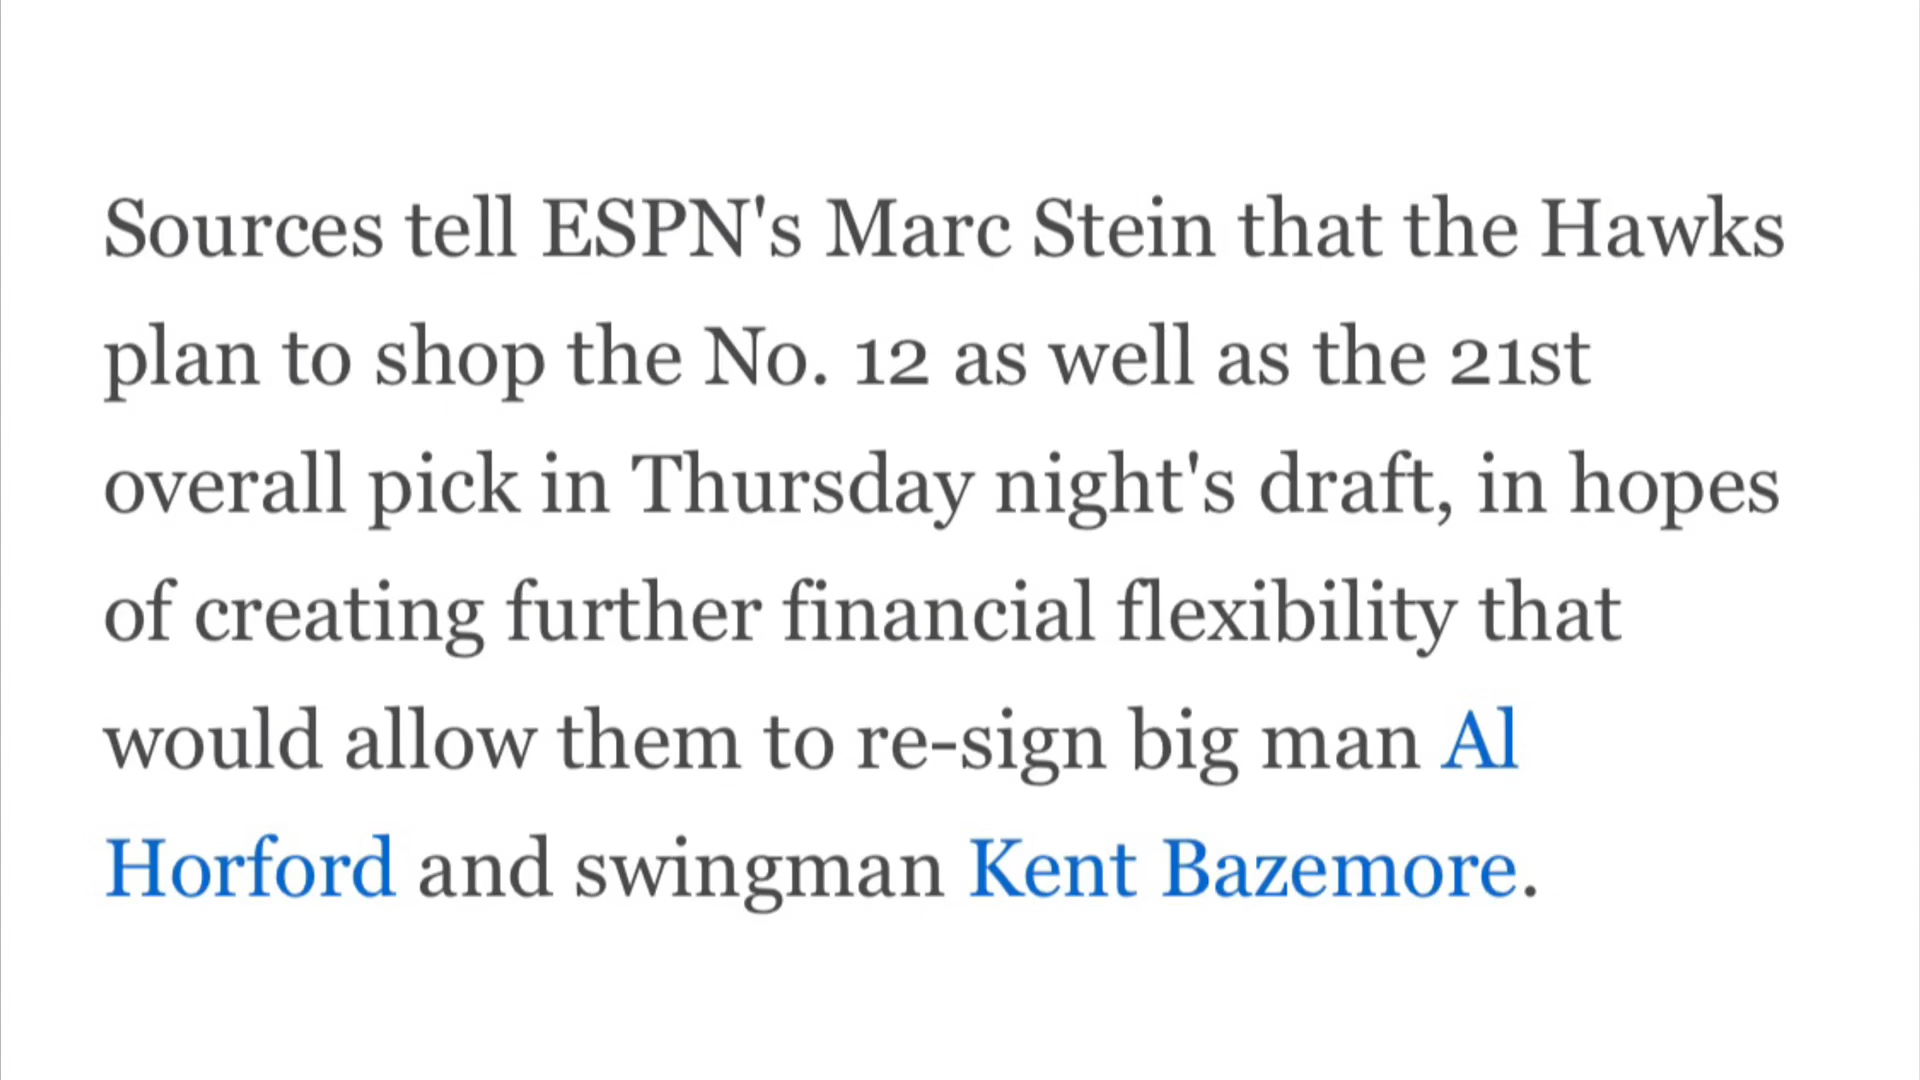 Sources tell ESPN's Marc Stein that the Hawks
plan to shop the No. 12 as well as the 21st
overall pick in Thursday night's draft, in hopes
of creating further financial flexibility that
would allow them to re-sign big man Al
Horford and swingman Kent Bazemore.